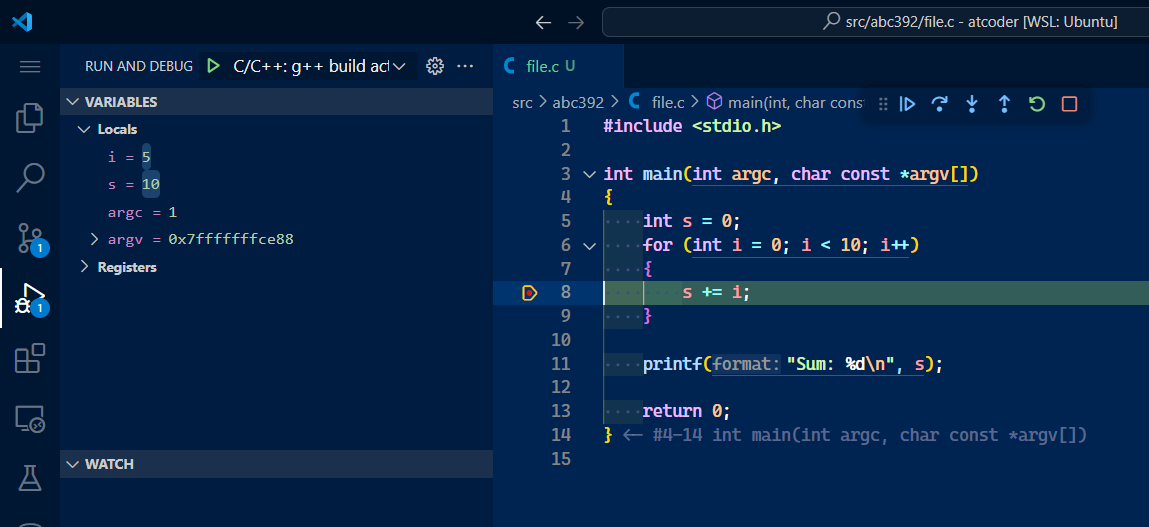 src/abc392/file.c - atcoder [WSL: Ubuntu]
RUN AND DEBUG C/C++: g++ build act
VARIABLES
Locals
i = 5
s = 10
argc = 1
argv = 0x7fffffffce88
Registers
WATCH
1
1
file.c U
src > abc392 > file.c > main(int, char const
1 #include <stdio.h>
2
3 int main(int argc, char const *argv[])
4 {
5 int s = 0;
6 for (int i = 0; i < 10; i++)
7 {
8 s += i;
9 }
10
11 printf(format: "Sum: %d\n", s);
12
13 return 0;
14 } <- #4-14 int main(int argc, char const *argv[])
15